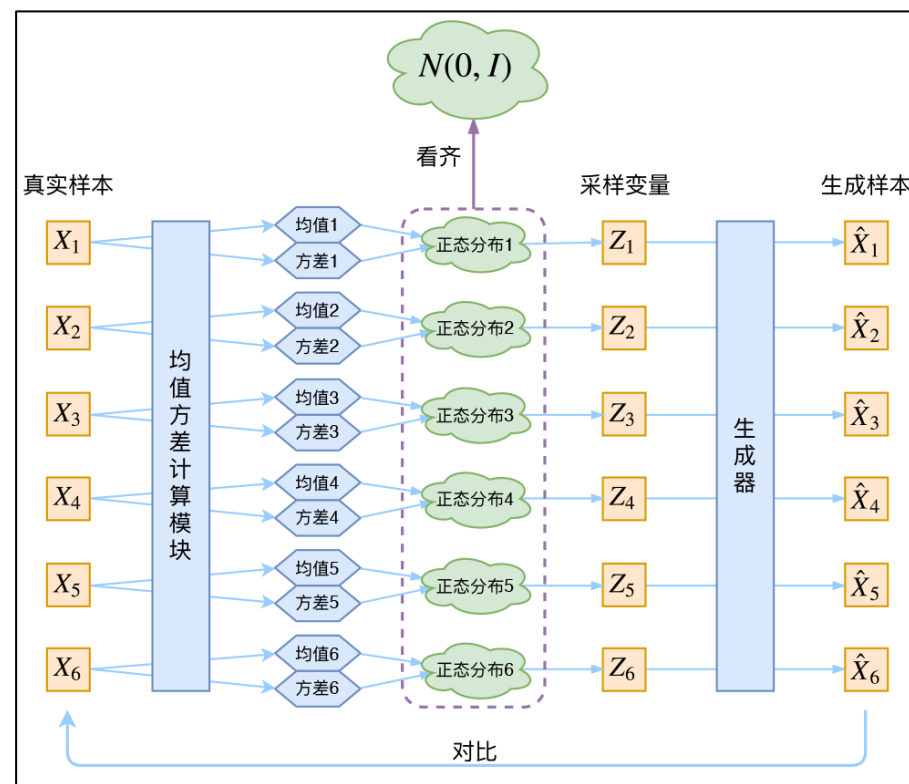 N(0, I)
看齐
真实样本
采样变量
生成样本
X₁
均值1
方差1
正态分布1
Z₁
X̂₁
X₂
均值2
方差2
正态分布2
Z₂
X̂₂
X₃
均值3
方差3
正态分布3
Z₃
X̂₃
X₄
均值4
方差4
正态分布4
Z₄
X̂₄
X₅
均值5
方差5
正态分布5
Z₅
X̂₅
X₆
均值6
方差6
正态分布6
Z₆
X̂₆
均值方差计算模块
生成器
对比